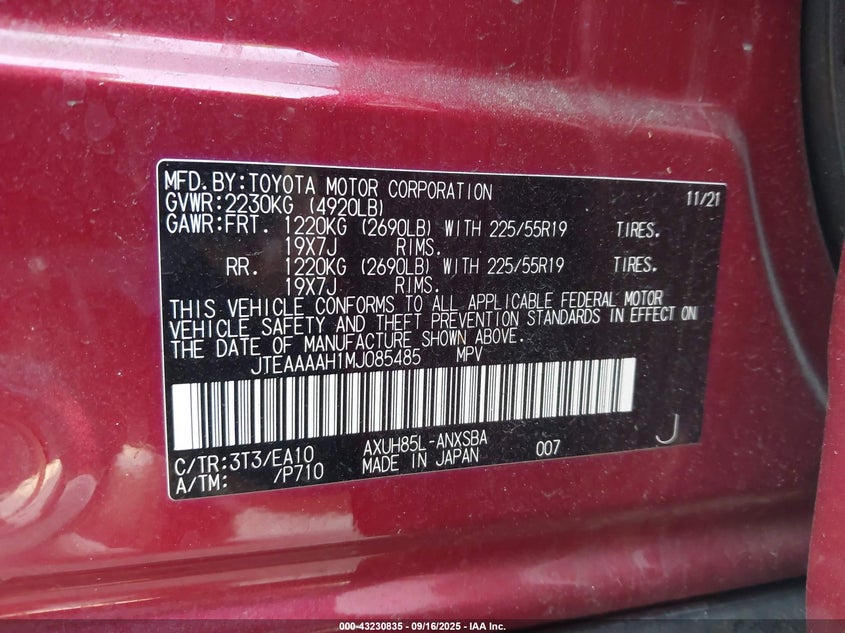 MFD.BY:TOYOTA MOTOR CORPORATION 11/21
GVWR:2230KG (4920LB)
GAWR:FRT. 1220KG (2690LB) WITH 225/55R19 TIRES.
19X7J RIMS.
RR. 1220KG (2690LB) WITH 225/55R19 TIRES.
19X7J RIMS.
THIS VEHICLE CONFORMS TO ALL APPLICABLE FEDERAL MOTOR
VEHICLE SAFETY AND THEFT PREVENTION STANDARDS IN EFFECT ON
THE DATE OF MANUFACTURE SHOWN ABOVE.
JTEAAAAH1MJ085485 MPV
C/TR:3T3/EA10 AXUH85L-ANXSBA 007 J
A/TM: /P710 MADE IN JAPAN
000-43230835 - 09/16/2025 - IAA Inc.